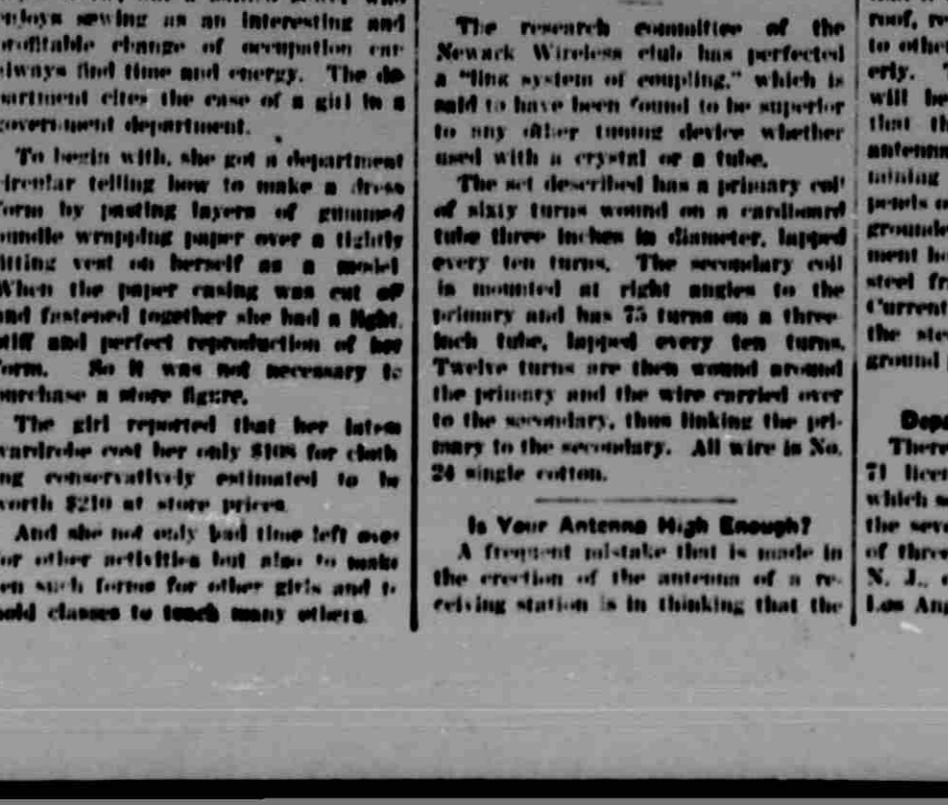 sewing as an interesting and
change of occupation can
always find time and energy. The de-
partment cites the case of a girl in a
government department.
To begin with, she got a department
circular telling how to make a dress
form by pasting layers of gummed
bundle wrapping paper over a tightly
fitting vest on herself as a model
When the paper casing was cut off
and fastened together she had a light,
stiff and perfect reproduction of her
form. So it was not necessary to
purchase a store figure.
The girl reported that her
wardrobe cost her only $108 for cloth
ing conservatively estimated to be
worth $210 at store prices
And she not only had time left over
for other activities but also to make
ten such forms for other girls and to
hold classes to teach many others.
The research committee of the
Newark Wireless club has perfected
a "link system of coupling," which is
said to have been found to be superior
to any other tuning device whether
used with a crystal or a tube.
The set described has a primary coil
of sixty turns wound on a cardboard
tube three inches in diameter, lapped
every ten turns. The secondary coil
is mounted at right angles to the
primary and has 75 turns on a three-
inch tube, lapped every ten turns.
Twelve turns are then wound around
the primary and the wire carried over
to the secondary, thus linking the pri-
mary to the secondary. All wire is No.
24 single cotton.
Is Your Antenna High Enough?
A frequent mistake that is made in
the erection of the antenna of a re-
ceiving station is in thinking that the
roof,
to othe
erly.
will be
that th
antenna
pends o
grounde
ment ho
steel fr
Current
the ste
ground
Depa
There
71 lice
which s
the seve
of three
N. J.,
Los Ang